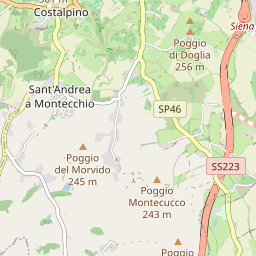 Costalpino
Siena
Poggio
di Doglia
256 m
Sant'Andrea
a Montecchio
SP46
Poggio
del Morvido
245 m
SS223
Poggio
Montecucco
243 m
Poggio